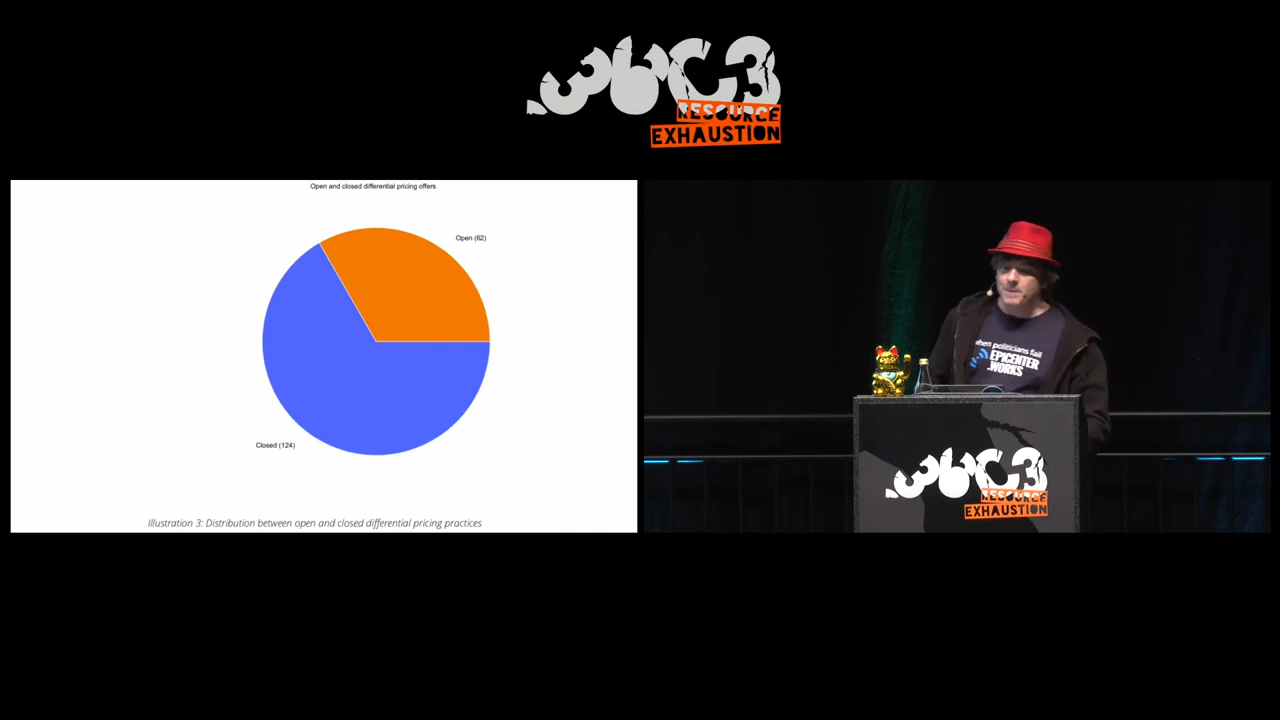 36C3
RESOURCE
EXHAUSTION
Open and closed differential pricing offers
Open (62)
Closed (124)
Illustration 3: Distribution between open and closed differential pricing practices
when politicians fail
EPICENTER
.WORKS
36C3
RESOURCE
EXHAUSTION